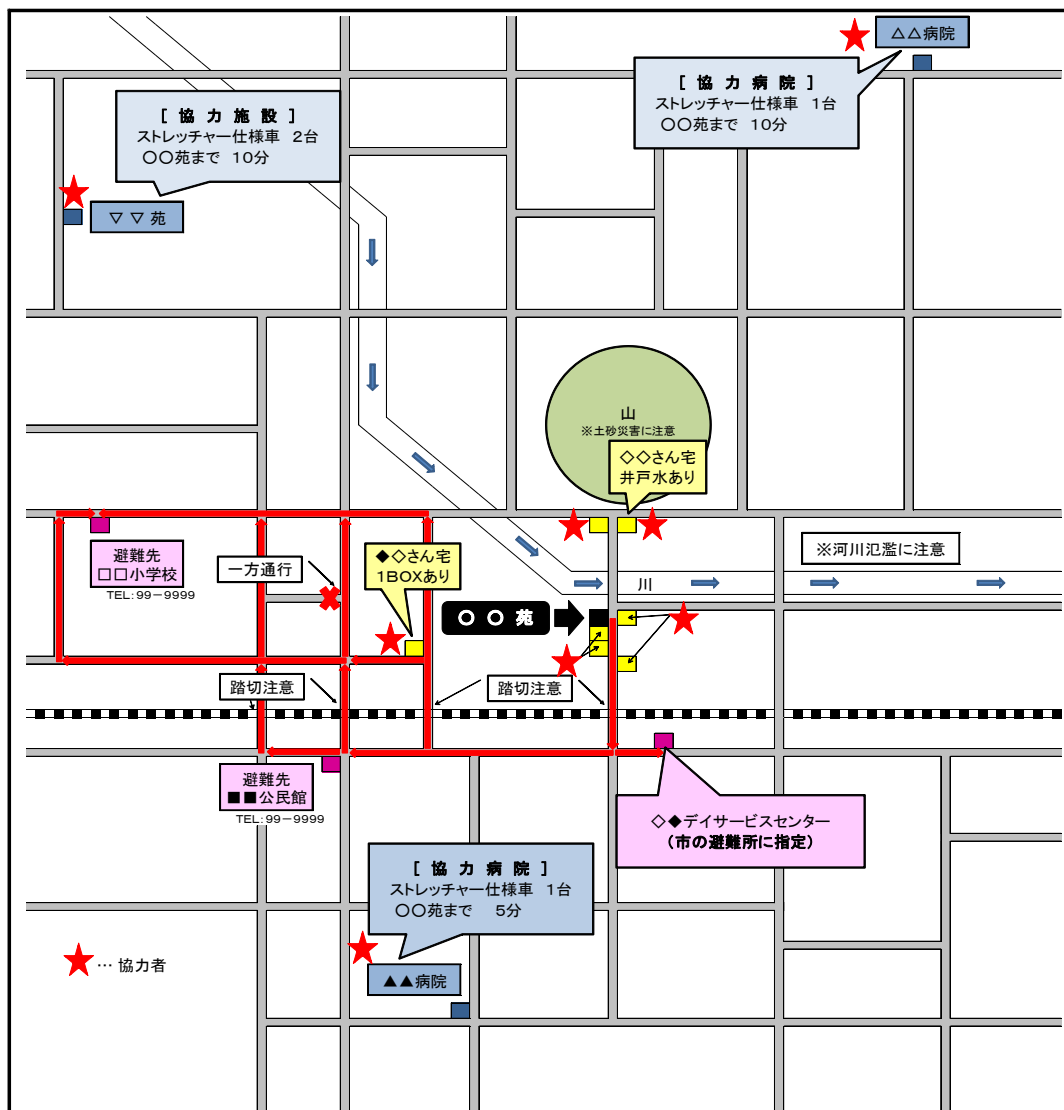 △△病院
[ 協 力 病 院 ]
ストレッチャー仕様車 1台
〇〇苑まで 10分
[ 協 力 施 設 ]
ストレッチャー仕様車 2台
〇〇苑まで 10分
▽ ▽ 苑
山
※土砂災害に注意
◇◇さん宅
井戸水あり
避難先
□□小学校
TEL:99-9999
一方通行
◆◇さん宅
1BOXあり
※河川氾濫に注意
川
〇 〇 苑
踏切注意
踏切注意
避難先
■■公民館
TEL:99-9999
◇◆デイサービスセンター
(市の避難所に指定)
[ 協 力 病 院 ]
ストレッチャー仕様車 1台
〇〇苑まで 5分
▲▲病院
★ … 協力者